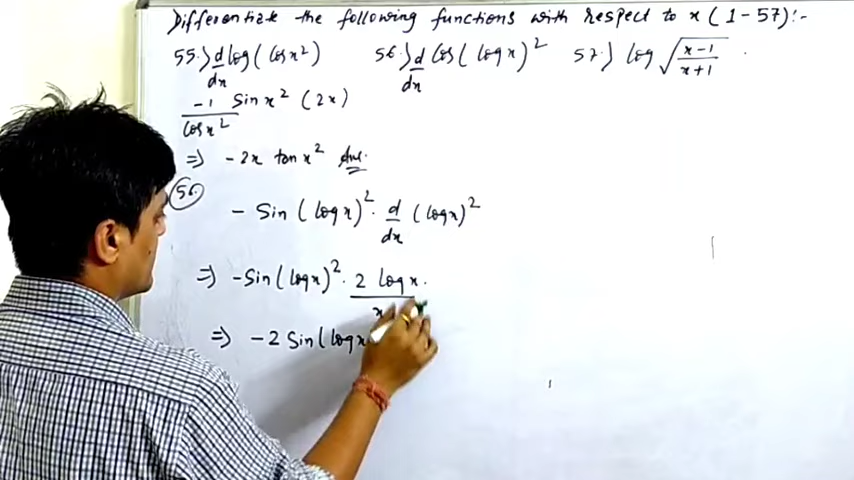 Differentiate the following functions with respect to x (1-57):-
55.> d/dx log(cos x²) 56.> d/dx cos(log x)² 57.> log √((x-1)/(x+1)) .
-1/cos x² sin x² (2x)
=> -2x tan x² Ans.
56.
- sin(log x)² · d/dx (log x)²
=> -sin(log x)² · (2 log x)/x .
=> -2 sin(log x